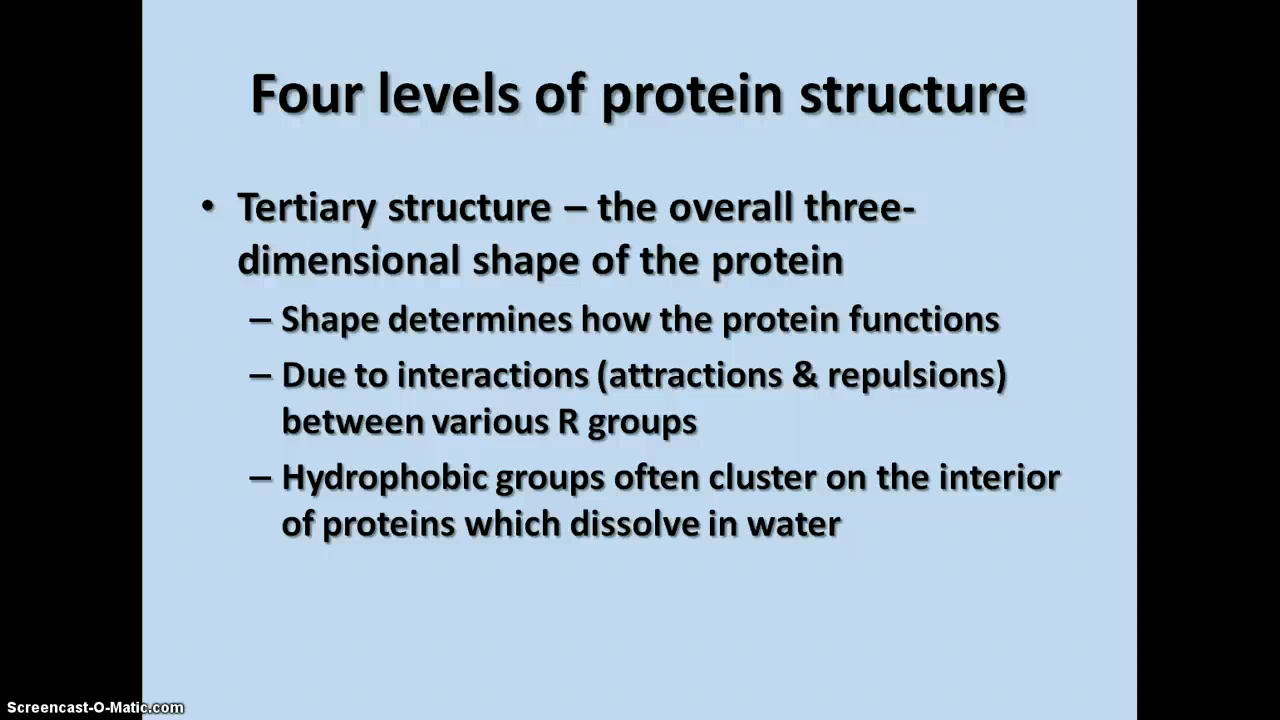 Four levels of protein structure
• Tertiary structure – the overall three-
dimensional shape of the protein
– Shape determines how the protein functions
– Due to interactions (attractions & repulsions)
between various R groups
– Hydrophobic groups often cluster on the interior
of proteins which dissolve in water
Screencast-O-Matic.com